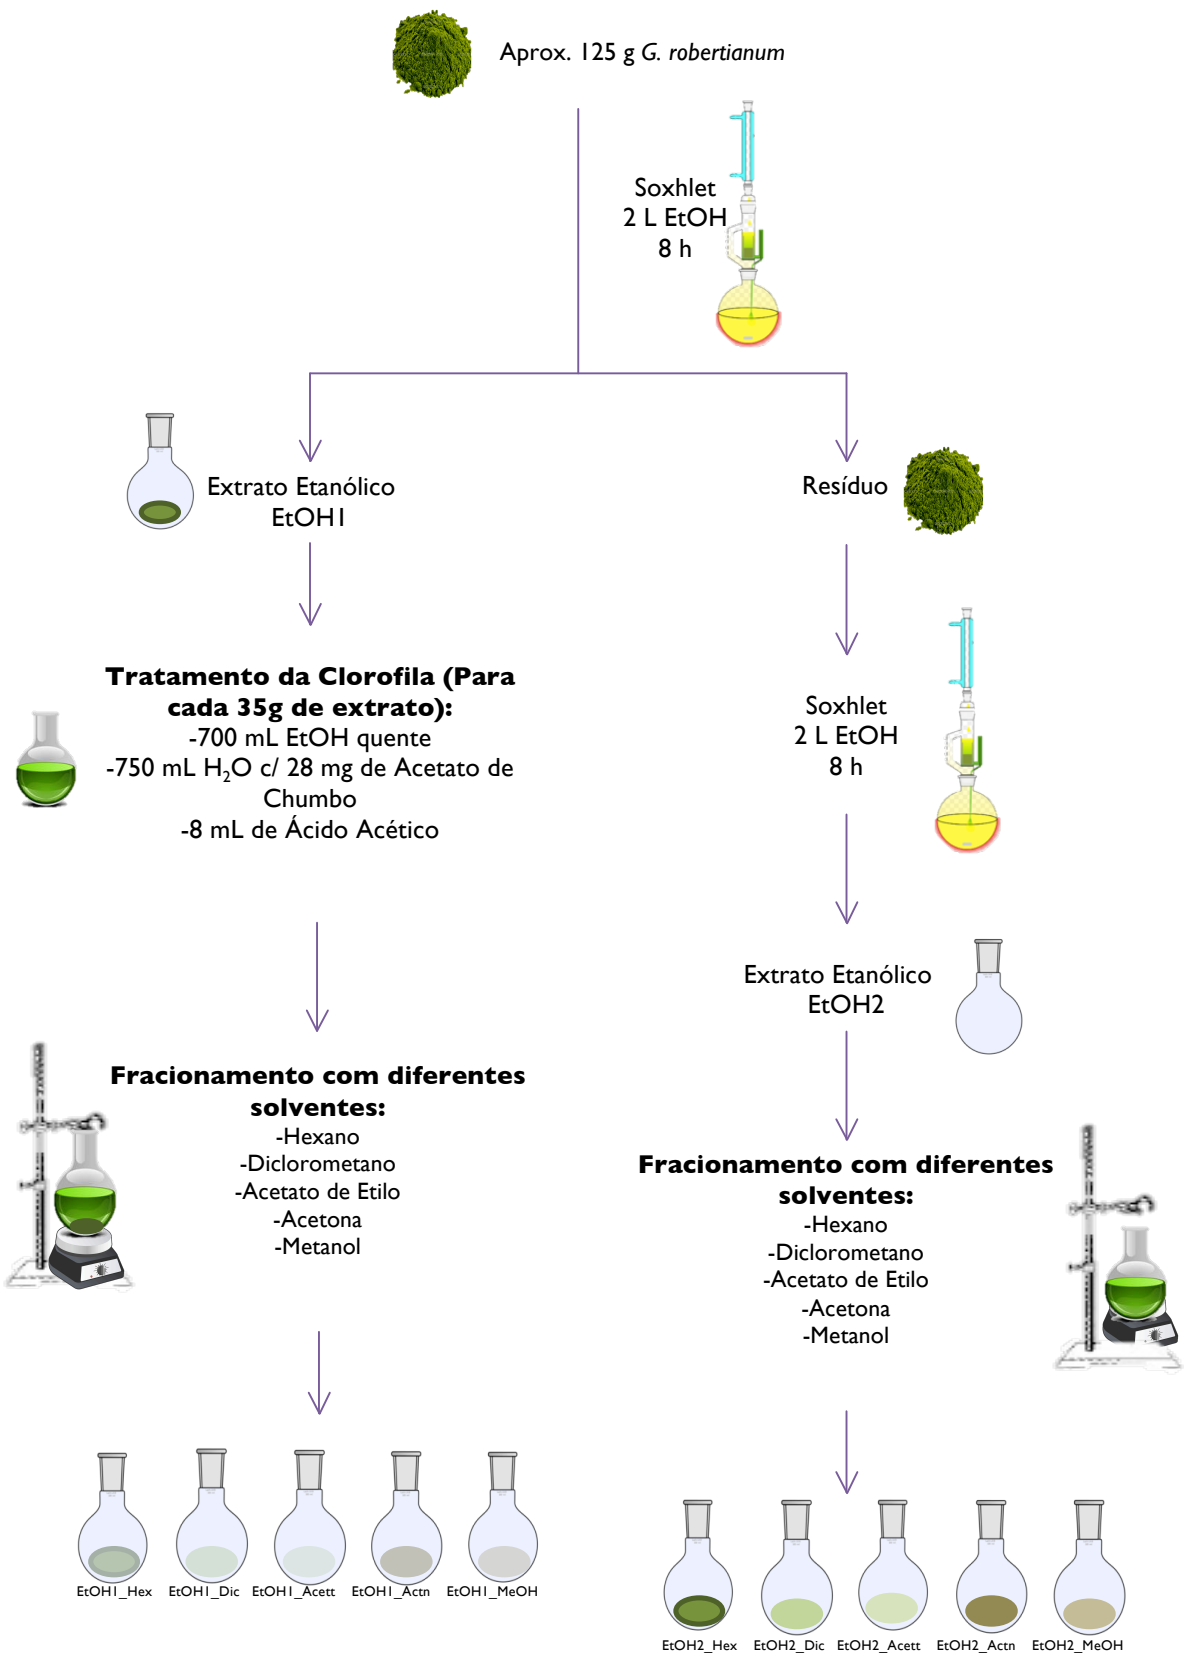 Aprox. 125 g G. robertianum
Soxhlet
2 L EtOH
8 h
Extrato Etanólico
EtOH1
Tratamento da Clorofila (Para
cada 35g de extrato):
-700 mL EtOH quente
-750 mL H₂O c/ 28 mg de Acetato de
Chumbo
-8 mL de Ácido Acético
Fracionamento com diferentes
solventes:
-Hexano
-Diclorometano
-Acetato de Etilo
-Acetona
-Metanol
EtOH1_Hex EtOH1_Dic EtOH1_Acett EtOH1_Actn EtOH1_MeOH
Resíduo
Soxhlet
2 L EtOH
8 h
Extrato Etanólico
EtOH2
Fracionamento com diferentes
solventes:
-Hexano
-Diclorometano
-Acetato de Etilo
-Acetona
-Metanol
EtOH2_Hex EtOH2_Dic EtOH2_Acett EtOH2_Actn EtOH2_MeOH